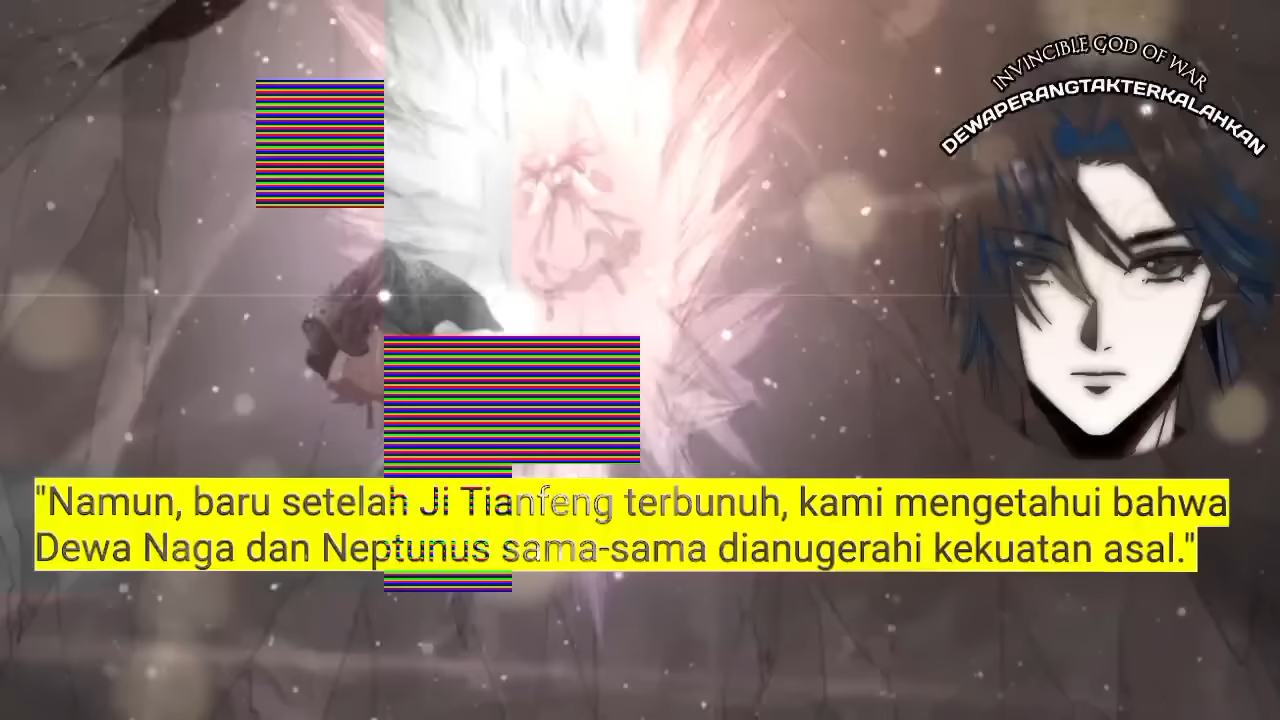 INVINCIBLE GOD OF WAR
DEWAPERANGTAKTERKALAHKAN
"Namun, baru setelah Ji Tianfeng terbunuh, kami mengetahui bahwa
Dewa Naga dan Neptunus sama-sama dianugerahi kekuatan asal."